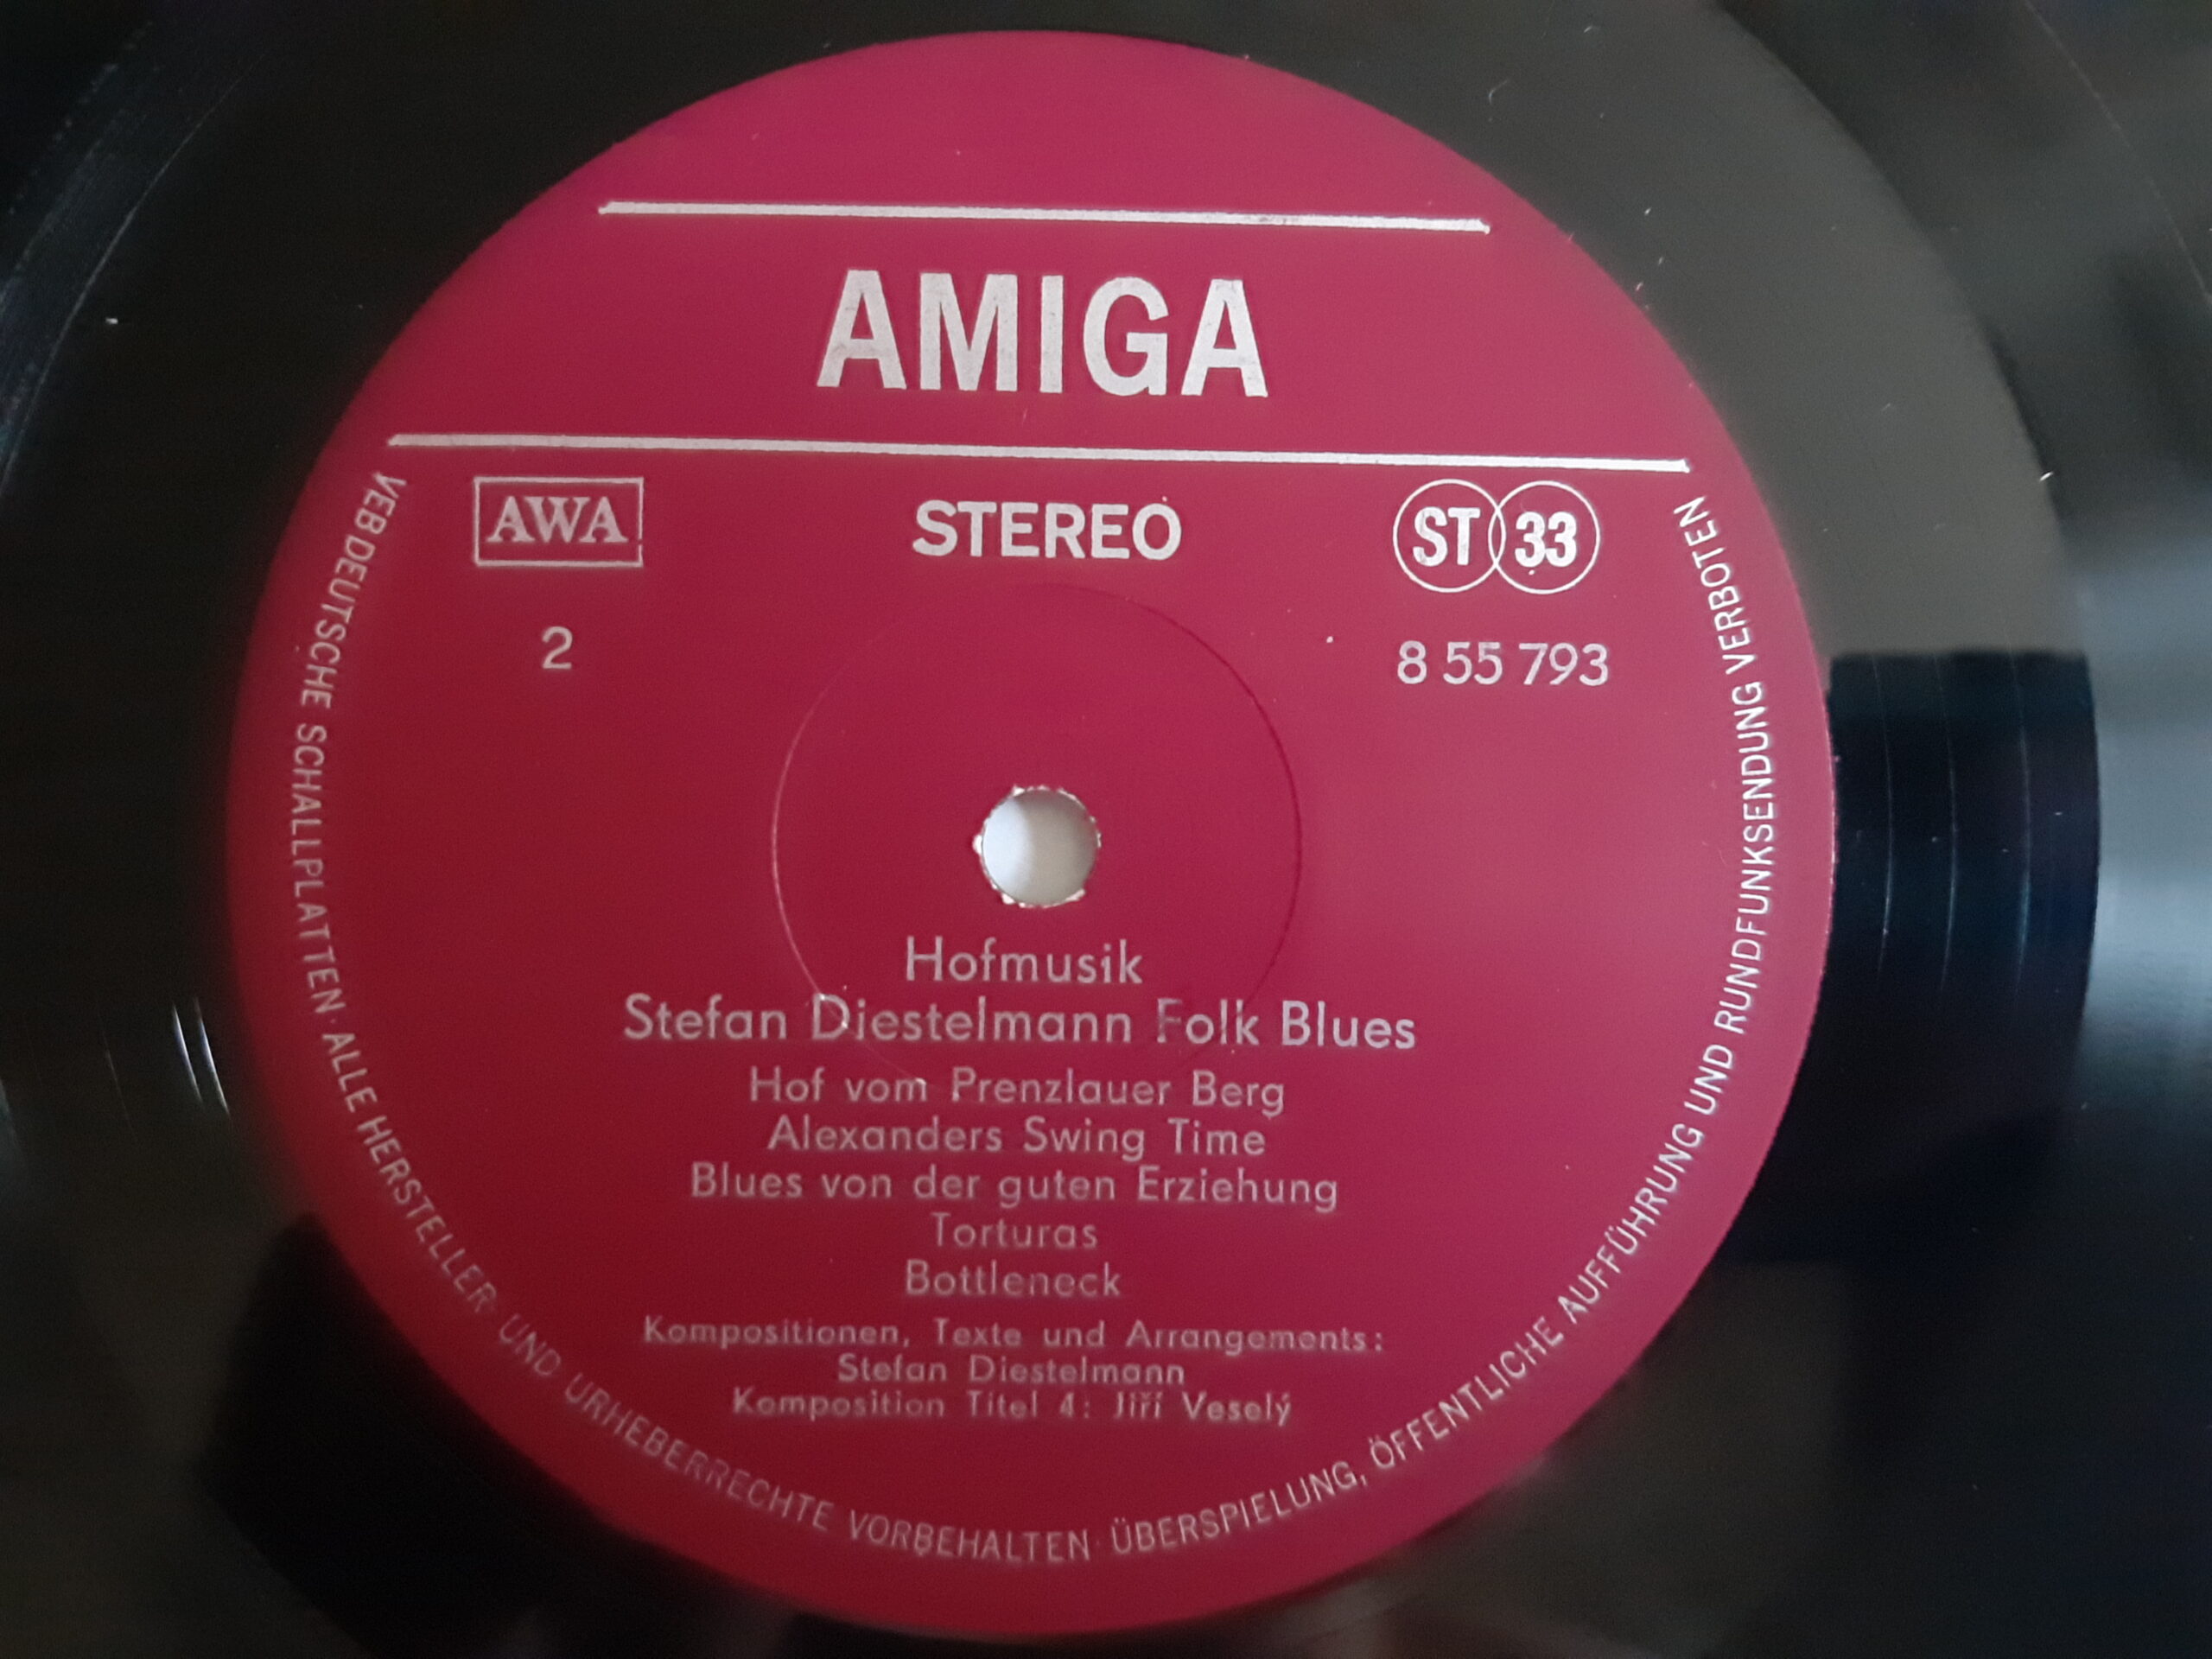 AMIGA
AWA
STEREO
ST 33
2
8 55 793
Hofmusik
Stefan Diestelmann Folk Blues
Hof vom Prenzlauer Berg
Alexanders Swing Time
Blues von der guten Erziehung
Torturas
Bottleneck
Kompositionen, Texte und Arrangements:
Stefan Diestelmann
Komposition Titel 4: Jiří Veselý
VEB DEUTSCHE SCHALLPLATTEN · ALLE HERSTELLER- UND URHEBERRECHTE VORBEHALTEN · ÜBERSPIELUNG, ÖFFENTLICHE AUFFÜHRUNG UND RUNDFUNKSENDUNG VERBOTEN